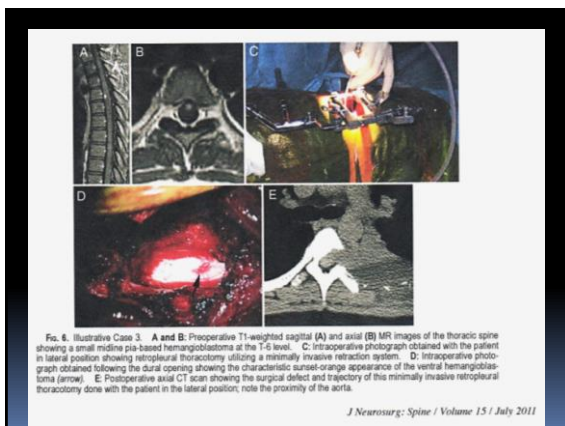 A
B
C
D
E
FIG. 6. Illustrative Case 3. A and B: Preoperative T1-weighted sagittal (A) and axial (B) MR images of the thoracic spine
showing a small midline pia-based hemangioblastoma at the T-6 level. C: Intraoperative photograph obtained with the patient
in lateral position showing retropleural thoracotomy utilizing a minimally invasive retraction system. D: Intraoperative photo-
graph obtained following the dural opening showing the characteristic sunset-orange appearance of the ventral hemangioblas-
toma (arrow). E: Postoperative axial CT scan showing the surgical defect and trajectory of this minimally invasive retropleural
thoracotomy done with the patient in the lateral position; note the proximity of the aorta.
J Neurosurg: Spine / Volume 15 / July 2011